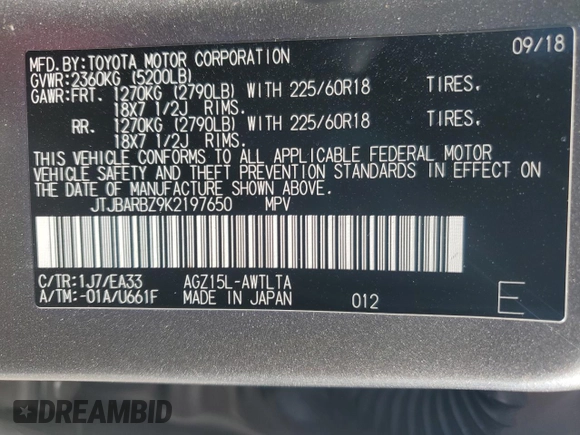 MFD.BY:TOYOTA MOTOR CORPORATION 09/18
GVWR:2360KG (5200LB)
GAWR:FRT. 1270KG (2790LB) WITH 225/60R18 TIRES,
18X7 1/2J RIMS.
RR. 1270KG (2790LB) WITH 225/60R18 TIRES,
18X7 1/2J RIMS.
THIS VEHICLE CONFORMS TO ALL APPLICABLE FEDERAL MOTOR
VEHICLE SAFETY AND THEFT PREVENTION STANDARDS IN EFFECT ON
THE DATE OF MANUFACTURE SHOWN ABOVE.
JTJBARBZ9K2197650 MPV
C/TR:1J7/EA33 AGZ15L-AWTLTA
A/TM:-01A/U661F MADE IN JAPAN 012 E
DREAMBID